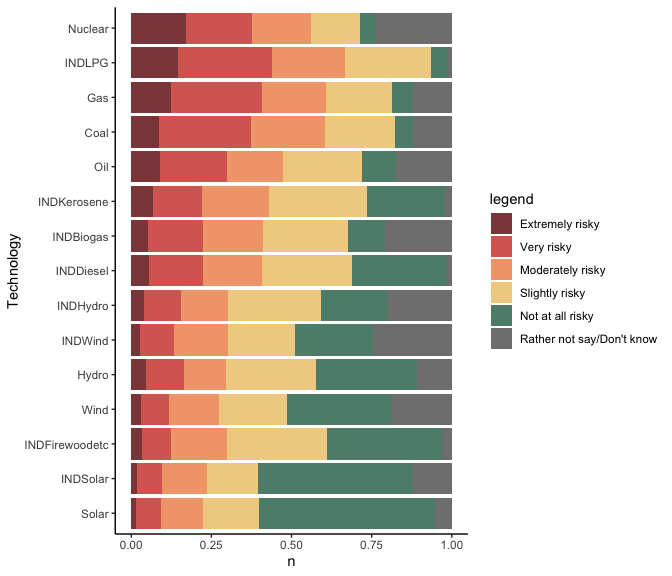 Technology
Nuclear
INDLPG
Gas
Coal
Oil
INDKerosene
INDBiogas
INDDiesel
INDHydro
INDWind
Hydro
Wind
INDFirewoodetc
INDSolar
Solar
0.00 0.25 0.50 0.75 1.00
n
legend
Extremely risky
Very risky
Moderately risky
Slightly risky
Not at all risky
Rather not say/Don't know